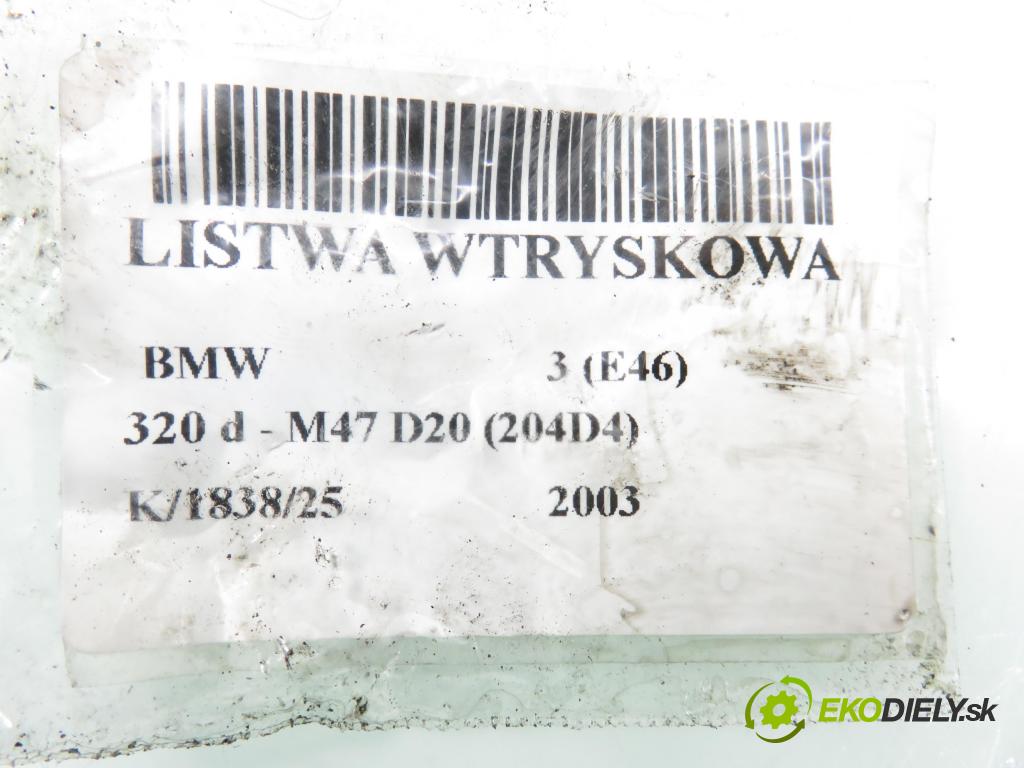 LISTWA WTRYSKOWA
BMW 3 (E46)
320 d - M47 D20 (204D4)
K/1838/25 2003
EKODIELY.sk